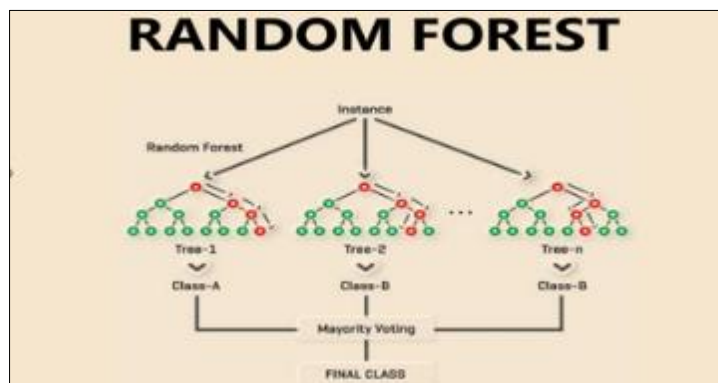 RANDOM FOREST
Instance
Random Forest
...
Tree-1 Tree-2 Tree-n
Class-A Class-B Class-B
Mayority Voting
FINAL CLASS